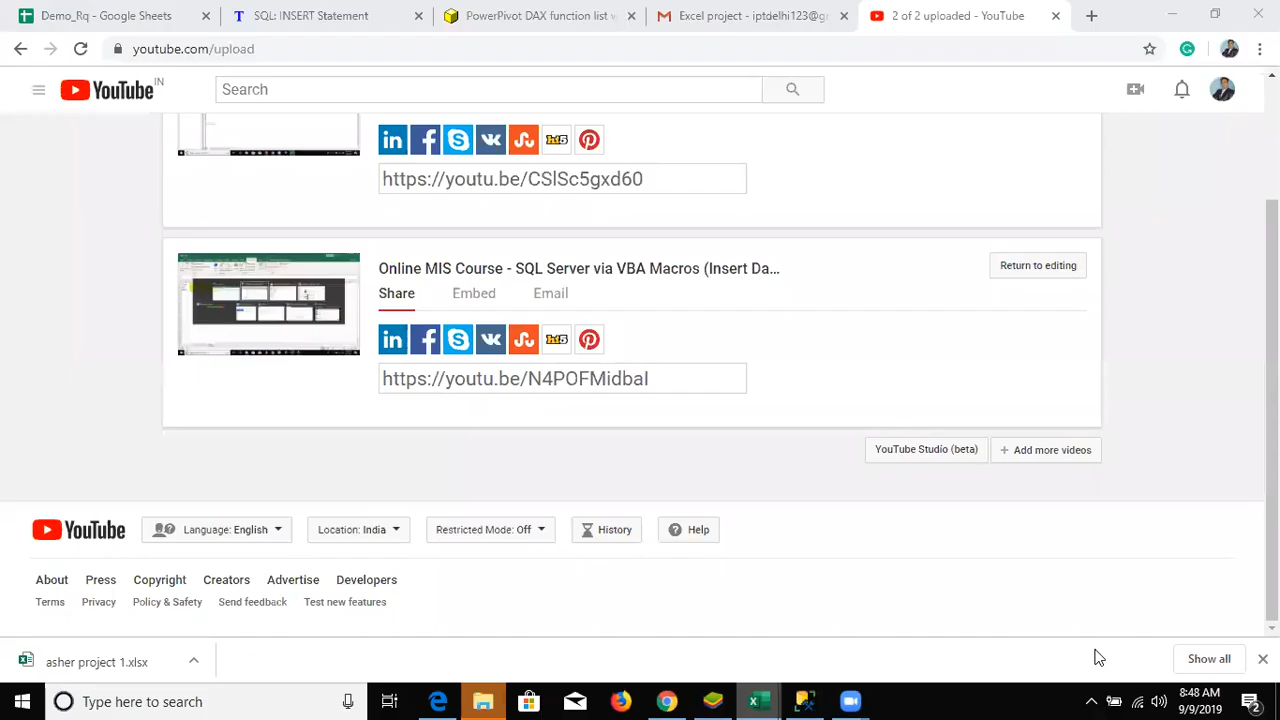 Demo_Rq - Google Sheets
SQL: INSERT Statement
PowerPivot DAX function list v
Excel project - iptdelhi123@g
2 of 2 uploaded - YouTube
youtube.com/upload
YouTube IN
Search
https://youtu.be/CSlSc5gxd60
Online MIS Course - SQL Server via VBA Macros (Insert Da...
Return to editing
Share
Embed
Email
https://youtu.be/N4POFMidbaI
YouTube Studio (beta)
+ Add more videos
YouTube
Language: English
Location: India
Restricted Mode: Off
History
Help
About
Press
Copyright
Creators
Advertise
Developers
Terms
Privacy
Policy & Safety
Send feedback
Test new features
asher project 1.xlsx
Show all
Type here to search
8:48 AM
9/9/2019
2